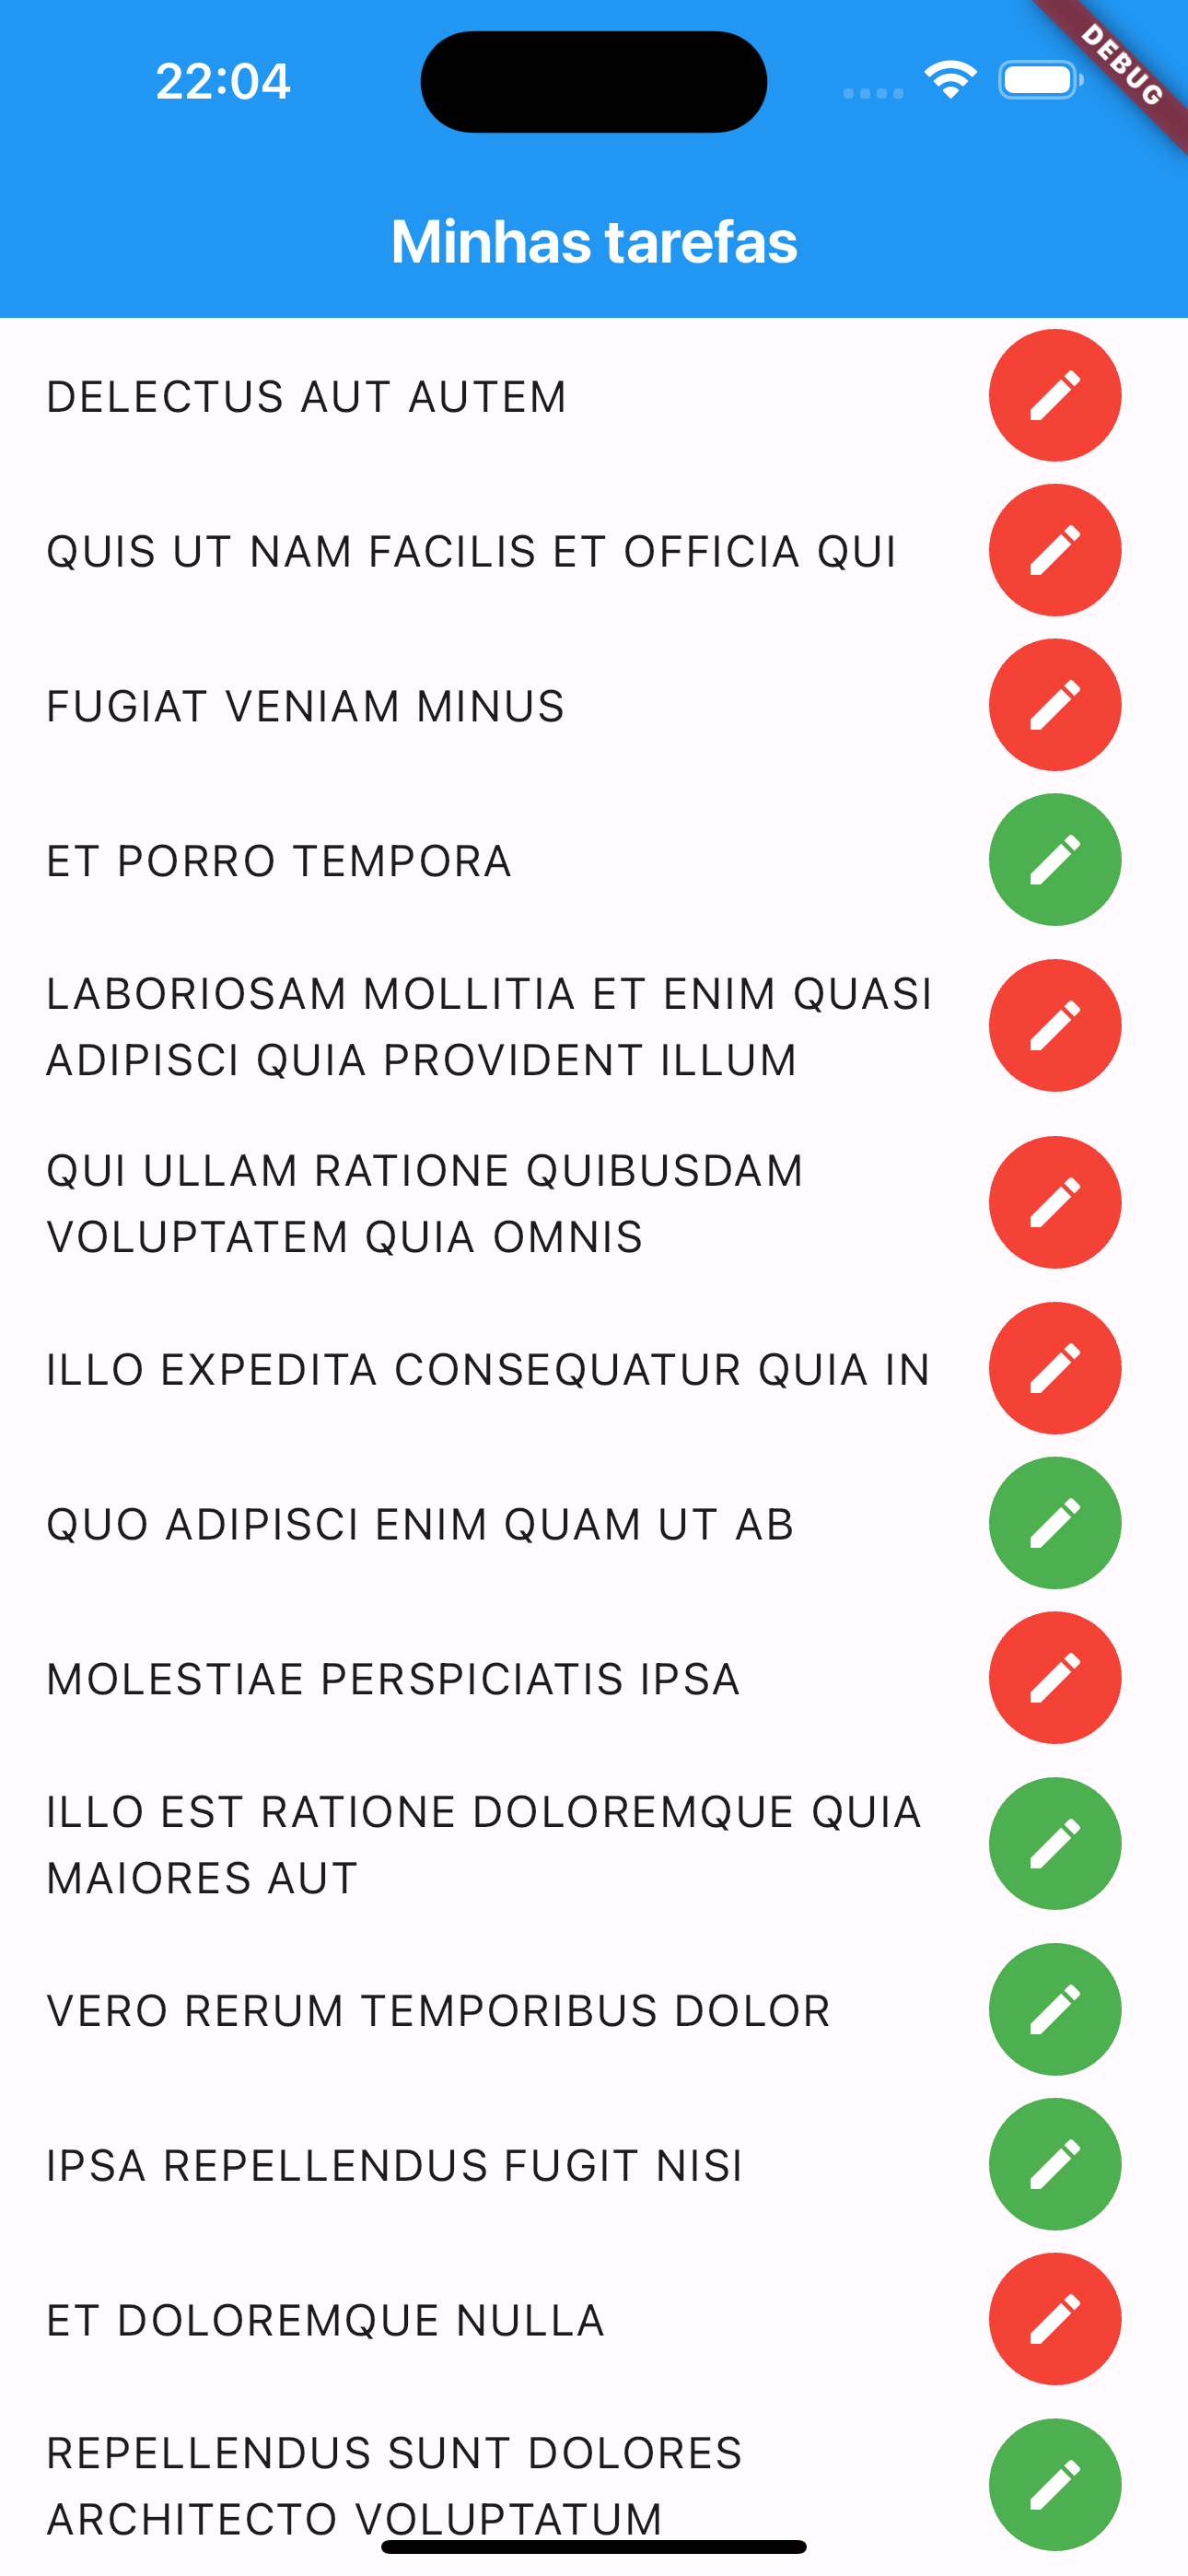 22:04
DEBUG
Minhas tarefas
DELECTUS AUT AUTEM
QUIS UT NAM FACILIS ET OFFICIA QUI
FUGIAT VENIAM MINUS
ET PORRO TEMPORA
LABORIOSAM MOLLITIA ET ENIM QUASI
ADIPISCI QUIA PROVIDENT ILLUM
QUI ULLAM RATIONE QUIBUSDAM
VOLUPTATEM QUIA OMNIS
ILLO EXPEDITA CONSEQUATUR QUIA IN
QUO ADIPISCI ENIM QUAM UT AB
MOLESTIAE PERSPICIATIS IPSA
ILLO EST RATIONE DOLOREMQUE QUIA
MAIORES AUT
VERO RERUM TEMPORIBUS DOLOR
IPSA REPELLENDUS FUGIT NISI
ET DOLOREMQUE NULLA
REPELLENDUS SUNT DOLORES
ARCHITECTO VOLUPTATUM